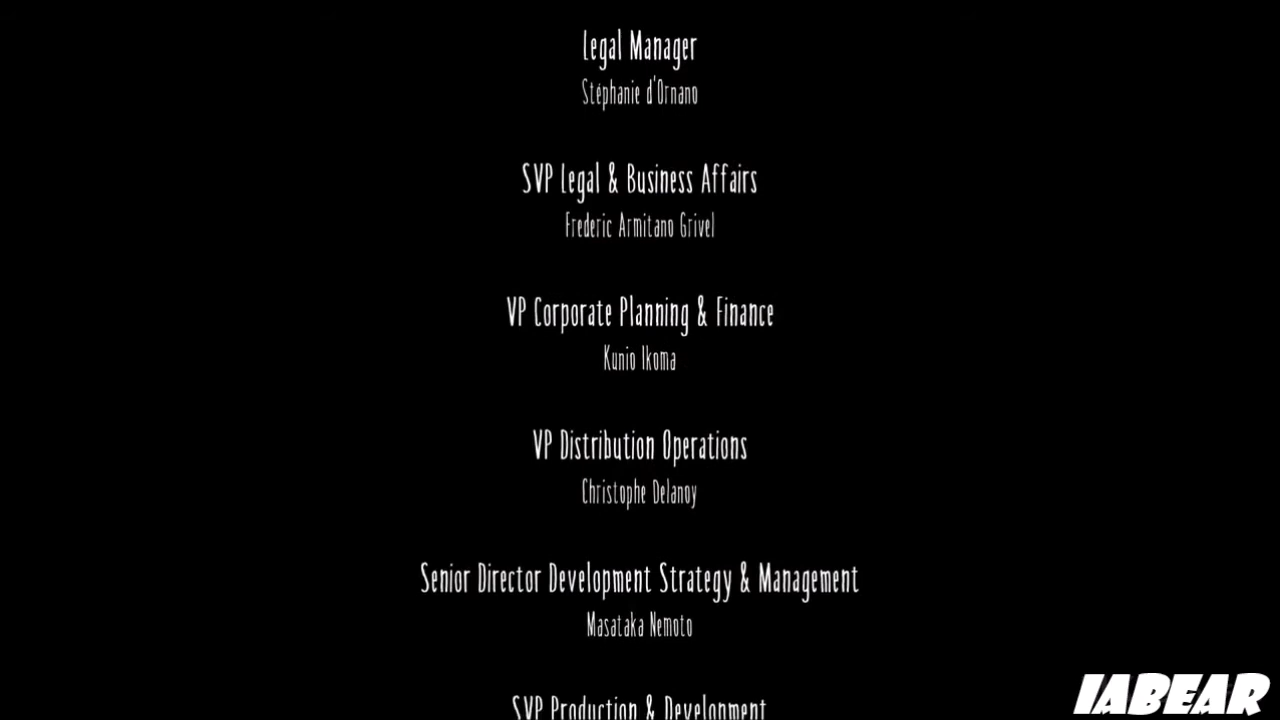 Legal Manager
Stéphanie d'Ornano
SVP Legal & Business Affairs
Frederic Armitano Grivel
VP Corporate Planning & Finance
Kunio Ikoma
VP Distribution Operations
Christophe Delanoy
Senior Director Development Strategy & Management
Masataka Nemoto
SVP Production & Development
IABEAR